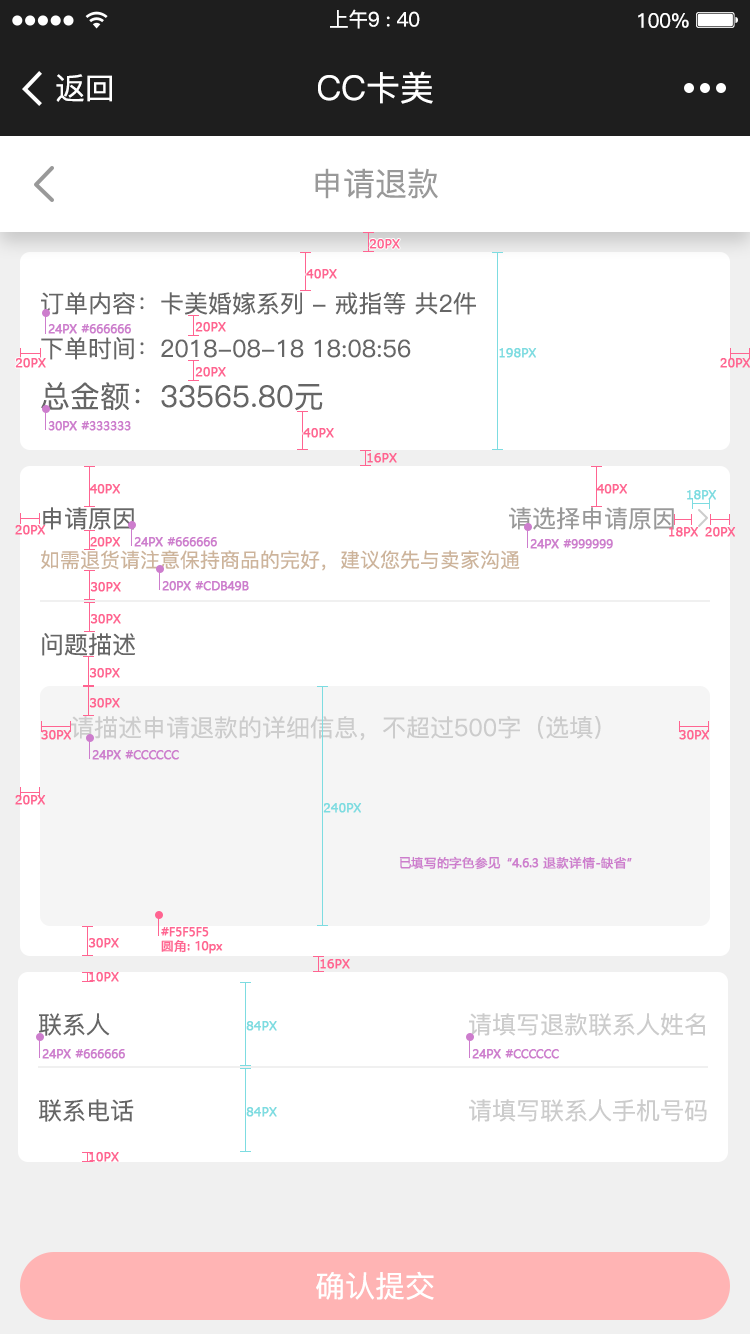 上午9 : 40
100%
返回
CC卡美
申请退款
20PX
40PX
订单内容：卡美婚嫁系列 - 戒指等 共2件
24PX #666666
20PX
下单时间：2018-08-18 18:08:56
198PX
20PX
20PX
20PX
总金额：33565.80元
30PX #333333
40PX
16PX
40PX
40PX
18PX
20PX
申请原因
请选择申请原因
18PX
20PX
20PX
24PX #666666
24PX #999999
如需退货请注意保持商品的完好，建议您先与卖家沟通
30PX
20PX #CDB49B
30PX
问题描述
30PX
30PX
30PX
请描述申请退款的详细信息，不超过500字（选填）
30PX
24PX #CCCCCC
20PX
240PX
已填写的字色参见 “4.6.3 退款详情-缺省”
#F5F5F5
圆角: 10px
30PX
16PX
10PX
联系人
84PX
请填写退款联系人姓名
24PX #666666
24PX #CCCCCC
联系电话
84PX
请填写联系人手机号码
10PX
确认提交